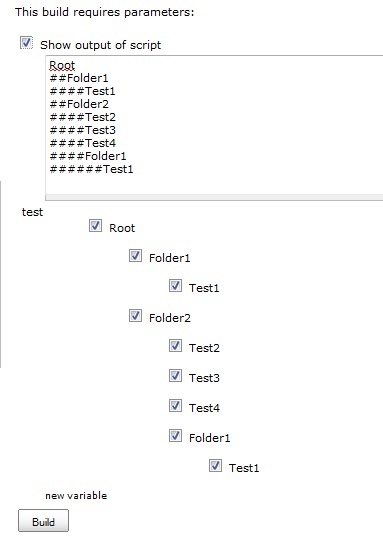 This build requires parameters:
Show output of script
Root
##Folder1
####Test1
##Folder2
####Test2
####Test3
####Test4
####Folder1
######Test1
test
Root
Folder1
Test1
Folder2
Test2
Test3
Test4
Folder1
Test1
new variable
Build